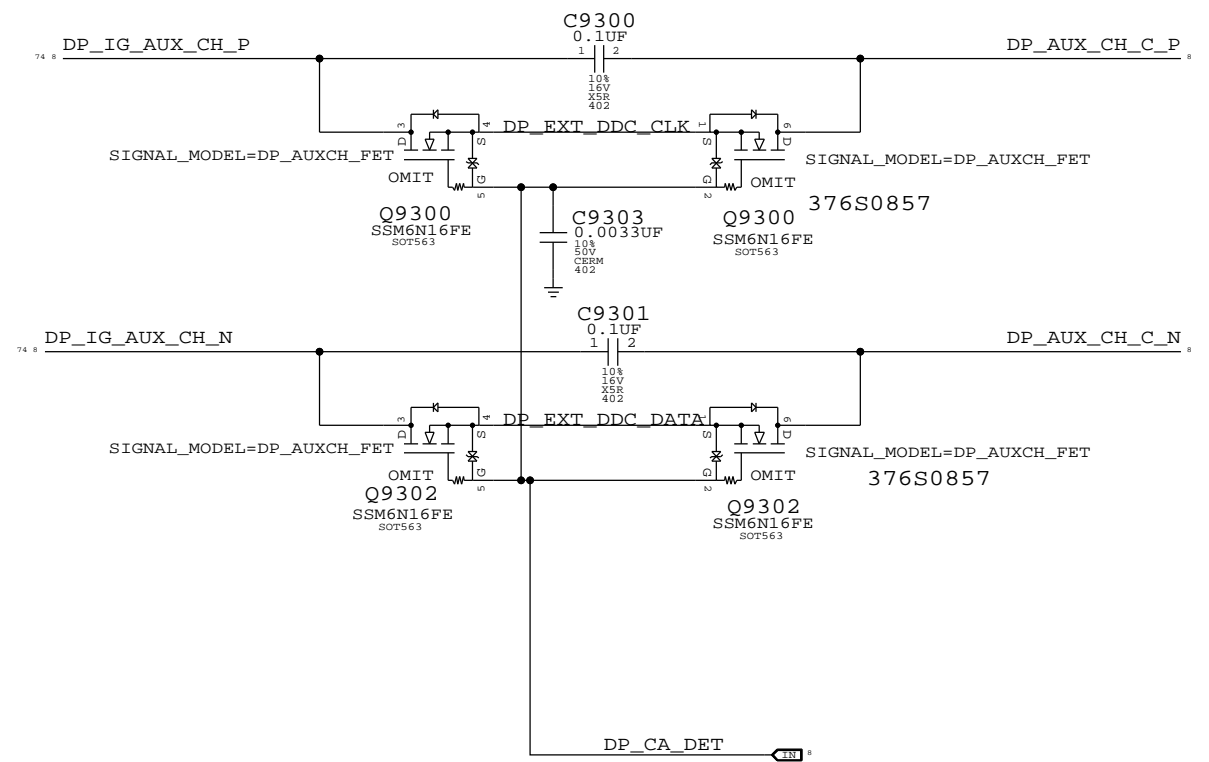 C9300
0.1UF
DP_IG_AUX_CH_P
DP_AUX_CH_C_P
74 8
1 2
8
10%
16V
X5R
402
3
4
DP_EXT_DDC_CLK
1
6
D
S
S
D
SIGNAL_MODEL=DP_AUXCH_FET
SIGNAL_MODEL=DP_AUXCH_FET
OMIT
G
G
OMIT
5
2
376S0857
Q9300
SSM6N16FE
SOT563
C9303
0.0033UF
10%
50V
CERM
402
Q9300
SSM6N16FE
SOT563
C9301
0.1UF
DP_IG_AUX_CH_N
DP_AUX_CH_C_N
74 8
1 2
8
10%
16V
X5R
402
3
4
DP_EXT_DDC_DATA
1
6
D
S
S
D
SIGNAL_MODEL=DP_AUXCH_FET
SIGNAL_MODEL=DP_AUXCH_FET
OMIT
G
G
OMIT
5
2
376S0857
Q9302
SSM6N16FE
SOT563
Q9302
SSM6N16FE
SOT563
DP_CA_DET
IN
8